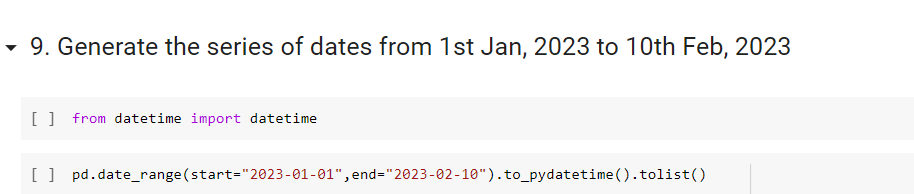 9. Generate the series of dates from 1st Jan, 2023 to 10th Feb, 2023
[ ] from datetime import datetime
[ ] pd.date_range(start="2023-01-01",end="2023-02-10").to_pydatetime().tolist()